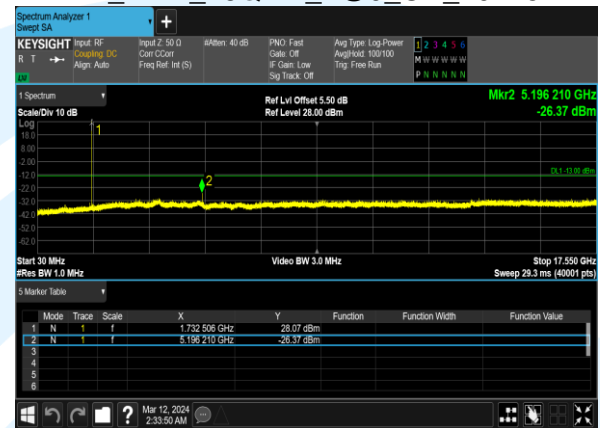 Spectrum Analyzer 1
Swept SA
KEYSIGHT Input: RF Input Z: 50 Ω #Atten: 40 dB PNO: Fast Avg Type: Log-Power 1 2 3 4 5 6
R T Coupling: DC Corr CCorr Gate: Off Avg|Hold: 100/100 M W W W W W
Align: Auto Freq Ref: Int (S) IF Gain: Low Trig: Free Run
Sig Track: Off P N N N N N
1 Spectrum Ref Lvl Offset 5.50 dB Mkr2 5.196 210 GHz
Scale/Div 10 dB Ref Level 28.00 dBm -26.37 dBm
Log
18.0
1
8.00
-2.00
-12.0
DL1 -13.00 dBm
-22.0
2
-32.0
-42.0
-52.0
-62.0
Start 30 MHz Video BW 3.0 MHz Stop 17.550 GHz
#Res BW 1.0 MHz Sweep 29.3 ms (40001 pts)
5 Marker Table
Mode Trace Scale X Y Function Function Width Function Value
1 N 1 f 1.732 506 GHz 28.07 dBm
2 N 1 f 5.196 210 GHz -26.37 dBm
3
4
5
6
? Mar 12, 2024
2:33:50 AM